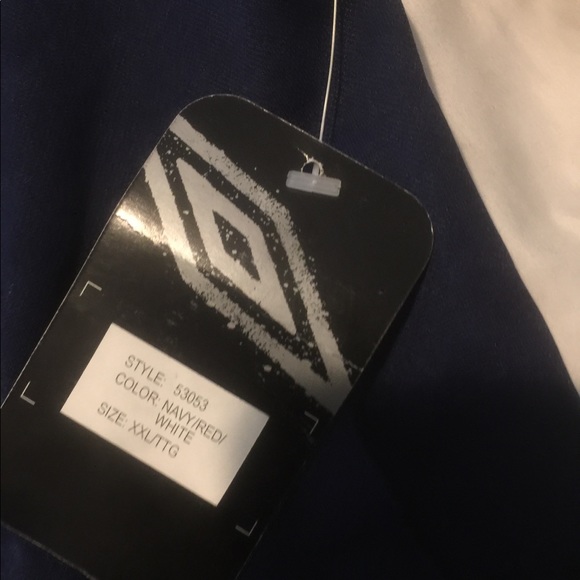 STYLE: 53053
COLOR: NAVY/RED/
WHITE
SIZE: XXL/TTG